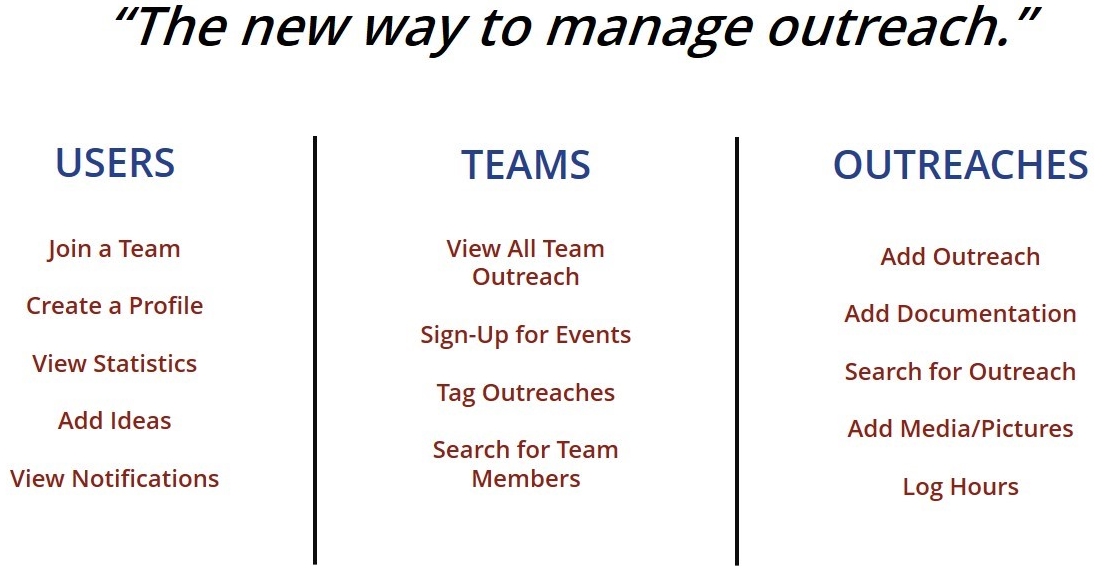 “The new way to manage outreach.”
USERS
Join a Team
Create a Profile
View Statistics
Add Ideas
View Notifications
TEAMS
View All Team
Outreach
Sign-Up for Events
Tag Outreaches
Search for Team
Members
OUTREACHES
Add Outreach
Add Documentation
Search for Outreach
Add Media/Pictures
Log Hours